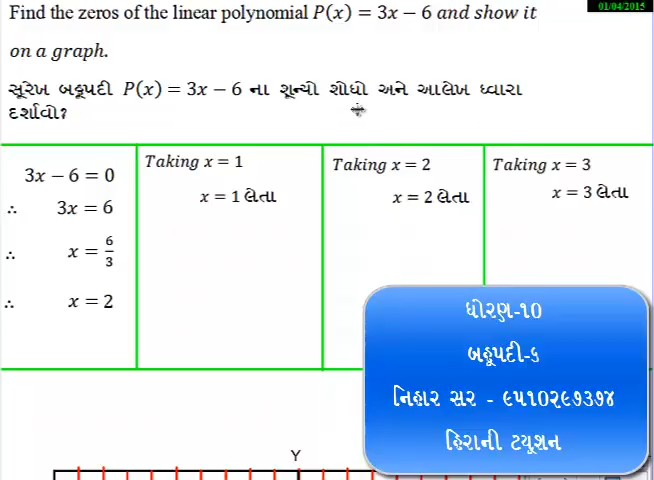 Find the zeros of the linear polynomial P(x) = 3x − 6 and show it
01/04/2015
on a graph.
સૂરેખ બહૂપદી P(x) = 3x − 6 ના શૂન્યો શોધો અને આલેખ ધ્વારા
દર્શાવો?
3x − 6 = 0
∴ 3x = 6
∴ x = 6/3
∴ x = 2
Taking x = 1
x = 1 લેતા
Taking x = 2
x = 2 લેતા
Taking x = 3
x = 3 લેતા
ધોરણ-૧૦
બહૂપદી-૬
નિહાર સર - ૯૫૧૦૨૯૭૩૭૪
હિરાની ટયૂશન
Y